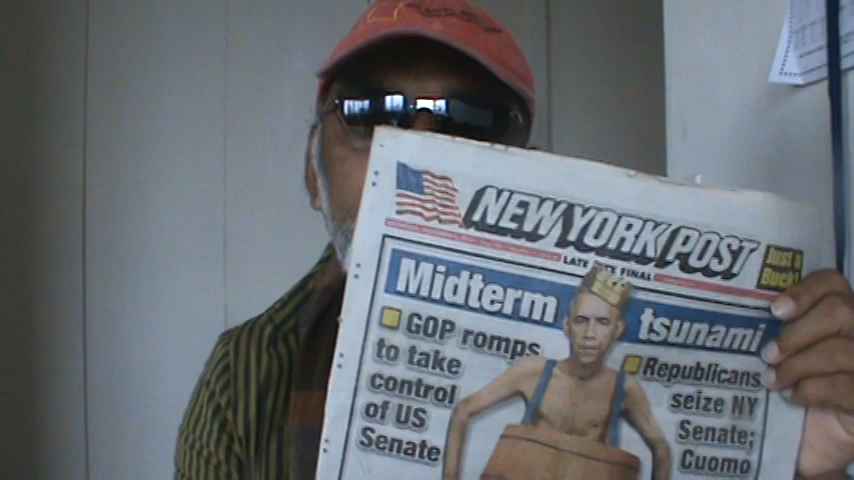 NEW YORK POST
LATE CITY FINAL
Just a
Buck!
Midterm
tsunami
GOP romps
to take
control
of US
Senate
Republicans
seize NY
Senate;
Cuomo